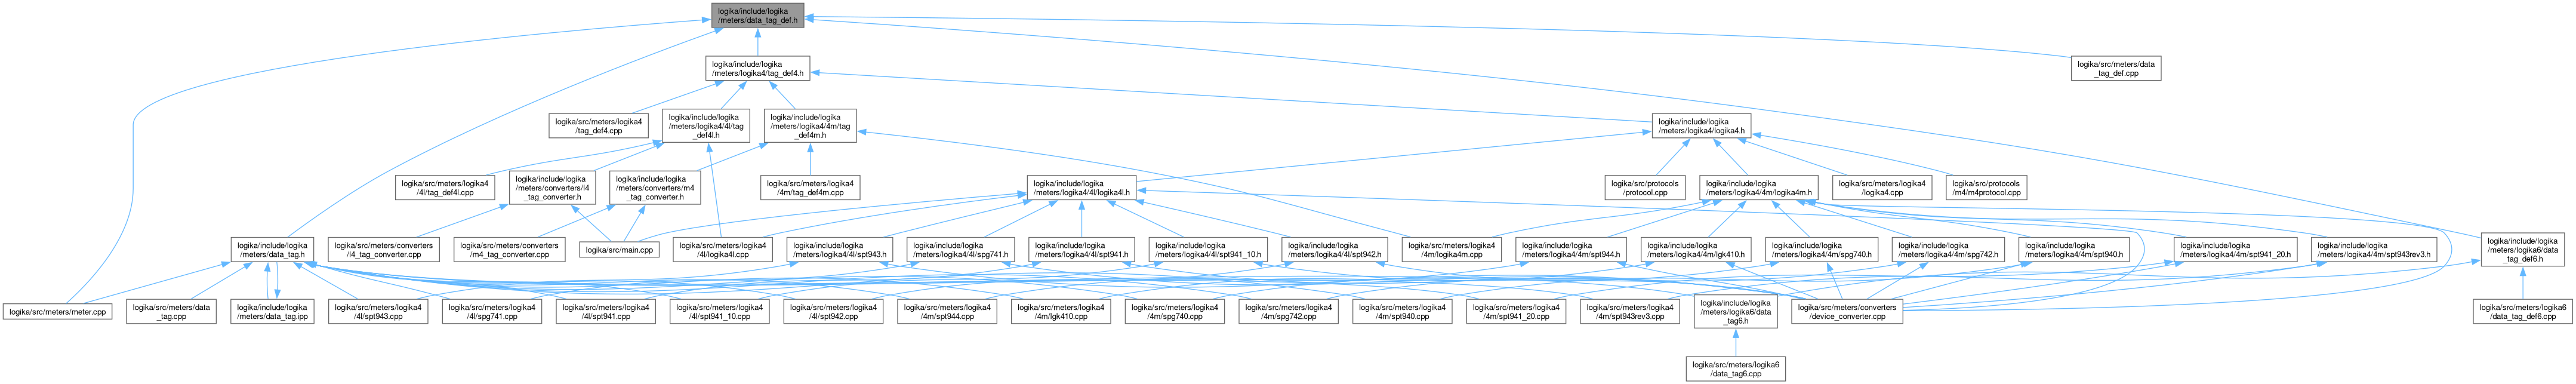 logika/include/logika
/meters/data_tag_def.h
logika/include/logika
/meters/logika4/tag_def4.h
logika/src/meters/data
_tag_def.cpp
logika/src/meters/logika4
/tag_def4.cpp
logika/include/logika
/meters/logika4/4l/tag
_def4l.h
logika/include/logika
/meters/logika4/4m/tag
_def4m.h
logika/include/logika
/meters/logika4/logika4.h
logika/src/meters/logika4
/4l/tag_def4l.cpp
logika/include/logika
/meters/converters/l4
_tag_converter.h
logika/include/logika
/meters/converters/m4
_tag_converter.h
logika/src/meters/logika4
/4m/tag_def4m.cpp
logika/include/logika
/meters/logika4/4l/logika4l.h
logika/src/protocols
/protocol.cpp
logika/include/logika
/meters/logika4/4m/logika4m.h
logika/src/meters/logika4
/logika4.cpp
logika/src/protocols
/m4/m4protocol.cpp
logika/include/logika
/meters/data_tag.h
logika/src/meters/converters
/l4_tag_converter.cpp
logika/src/meters/converters
/m4_tag_converter.cpp
logika/src/main.cpp
logika/src/meters/logika4
/4l/logika4l.cpp
logika/include/logika
/meters/logika4/4l/spt943.h
logika/include/logika
/meters/logika4/4l/spg741.h
logika/include/logika
/meters/logika4/4l/spt941.h
logika/include/logika
/meters/logika4/4l/spt941_10.h
logika/include/logika
/meters/logika4/4l/spt942.h
logika/src/meters/logika4
/4m/logika4m.cpp
logika/include/logika
/meters/logika4/4m/spt944.h
logika/include/logika
/meters/logika4/4m/lgk410.h
logika/include/logika
/meters/logika4/4m/spg740.h
logika/include/logika
/meters/logika4/4m/spg742.h
logika/include/logika
/meters/logika4/4m/spt940.h
logika/include/logika
/meters/logika4/4m/spt941_20.h
logika/include/logika
/meters/logika4/4m/spt943rev3.h
logika/include/logika
/meters/logika6/data
_tag_def6.h
logika/src/meters/meter.cpp
logika/src/meters/data
_tag.cpp
logika/include/logika
/meters/data_tag.ipp
logika/src/meters/logika4
/4l/spt943.cpp
logika/src/meters/logika4
/4l/spg741.cpp
logika/src/meters/logika4
/4l/spt941.cpp
logika/src/meters/logika4
/4l/spt941_10.cpp
logika/src/meters/logika4
/4l/spt942.cpp
logika/src/meters/logika4
/4m/spt944.cpp
logika/src/meters/logika4
/4m/lgk410.cpp
logika/src/meters/logika4
/4m/spg740.cpp
logika/src/meters/logika4
/4m/spg742.cpp
logika/src/meters/logika4
/4m/spt940.cpp
logika/src/meters/logika4
/4m/spt941_20.cpp
logika/src/meters/logika4
/4m/spt943rev3.cpp
logika/include/logika
/meters/logika6/data
_tag6.h
logika/src/meters/converters
/device_converter.cpp
logika/src/meters/logika6
/data_tag_def6.cpp
logika/src/meters/logika6
/data_tag6.cpp